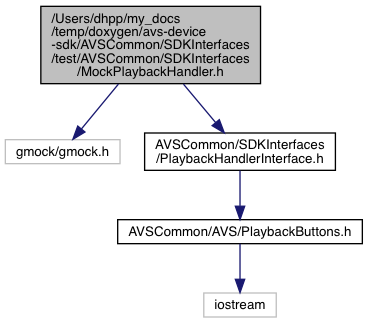 /Users/dhpp/my_docs
/temp/doxygen/avs-device
-sdk/AVSCommon/SDKInterfaces
/test/AVSCommon/SDKInterfaces
/MockPlaybackHandler.h
gmock/gmock.h
AVSCommon/SDKInterfaces
/PlaybackHandlerInterface.h
AVSCommon/AVS/PlaybackButtons.h
iostream